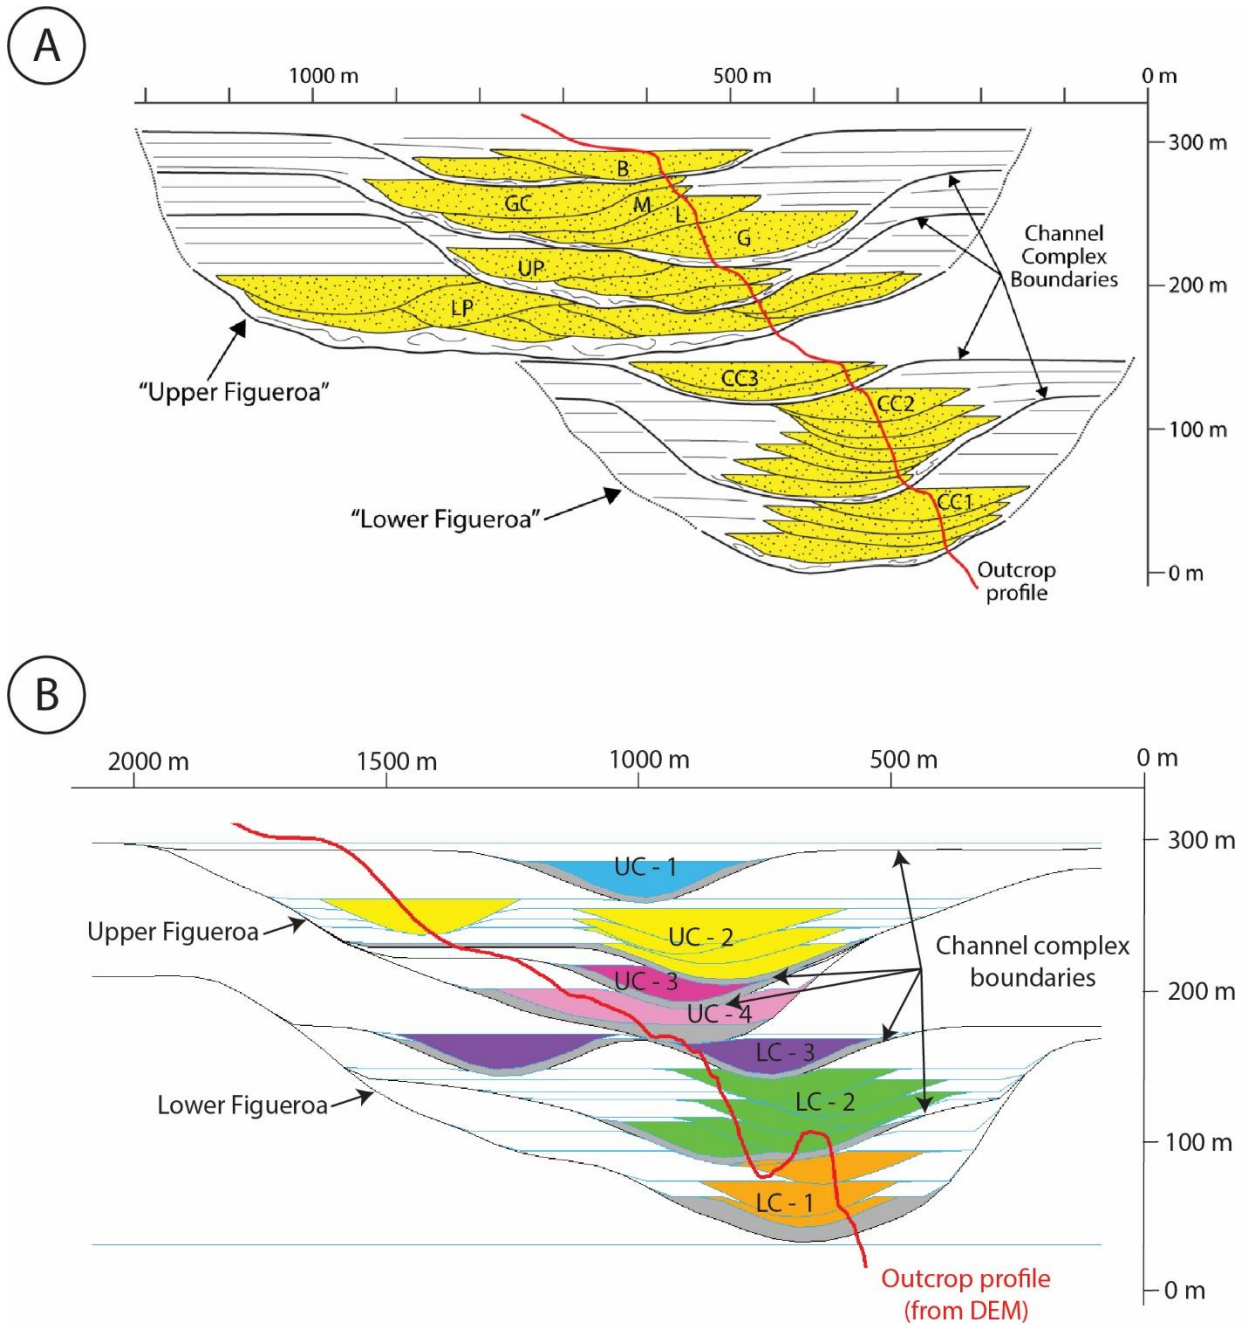 A
1000 m
500 m
0 m
300 m
B
GC
M
L
G
Channel
Complex
Boundaries
UP
200 m
LP
"Upper Figueroa"
CC3
CC2
100 m
"Lower Figueroa"
CC1
Outcrop
profile
0 m
B
2000 m
1500 m
1000 m
500 m
0 m
300 m
UC - 1
Upper Figueroa
UC - 2
Channel complex
boundaries
UC - 3
200 m
UC - 4
LC - 3
Lower Figueroa
LC - 2
100 m
LC - 1
Outcrop profile
(from DEM)
0 m